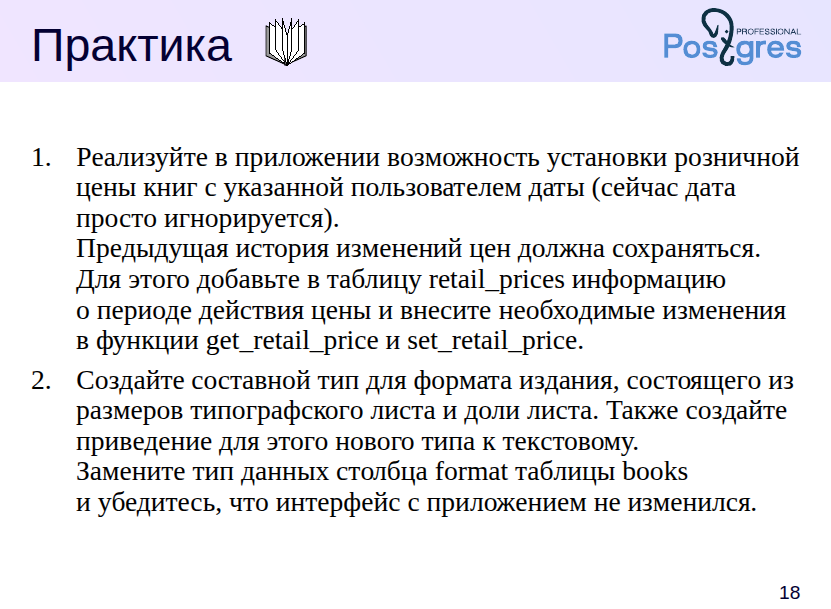 Практика
PROFESSIONAL
Postgres
1. Реализуйте в приложении возможность установки розничной
цены книг с указанной пользователем даты (сейчас дата
просто игнорируется).
Предыдущая история изменений цен должна сохраняться.
Для этого добавьте в таблицу retail_prices информацию
о периоде действия цены и внесите необходимые изменения
в функции get_retail_price и set_retail_price.
2. Создайте составной тип для формата издания, состоящего из
размеров типографского листа и доли листа. Также создайте
приведение для этого нового типа к текстовому.
Замените тип данных столбца format таблицы books
и убедитесь, что интерфейс с приложением не изменился.
18